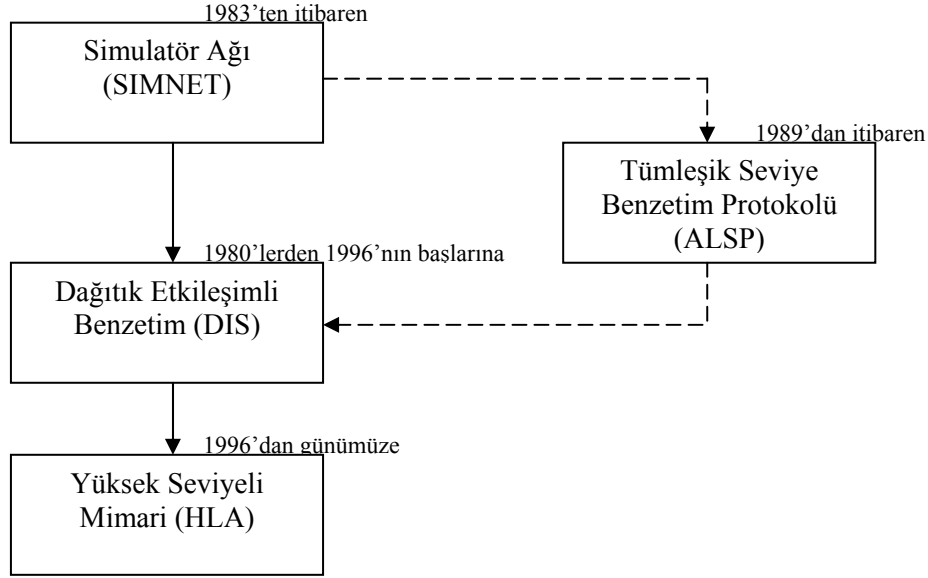 1983’ten itibaren
Simulatör Ağı
(SIMNET)
1989’dan itibaren
Tümleşik Seviye
Benzetim Protokolü
(ALSP)
1980’lerden 1996’nın başlarına
Dağıtık Etkileşimli
Benzetim (DIS)
1996’dan günümüze
Yüksek Seviyeli
Mimari (HLA)